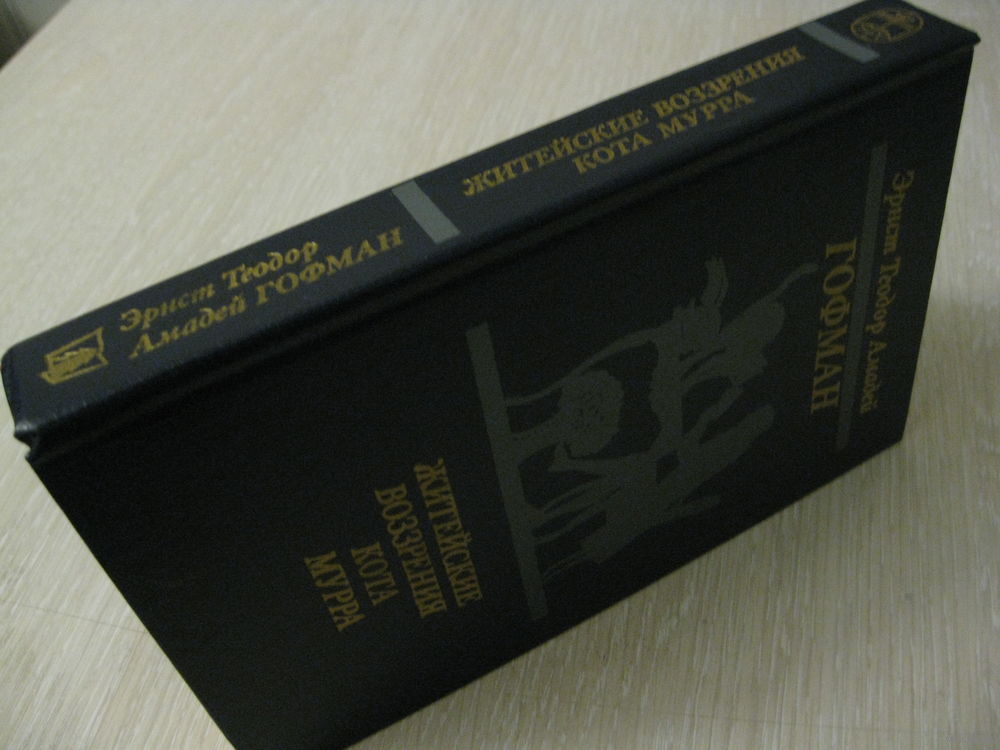 Эрнст Теодор
Амадей ГОФМАН
ЖИТЕЙСКИЕ ВОЗЗРЕНИЯ
КОТА МУРРА
Эрнст Теодор Амадей
ГОФМАН
ЖИТЕЙСКИЕ
ВОЗЗРЕНИЯ
КОТА
МУРРА